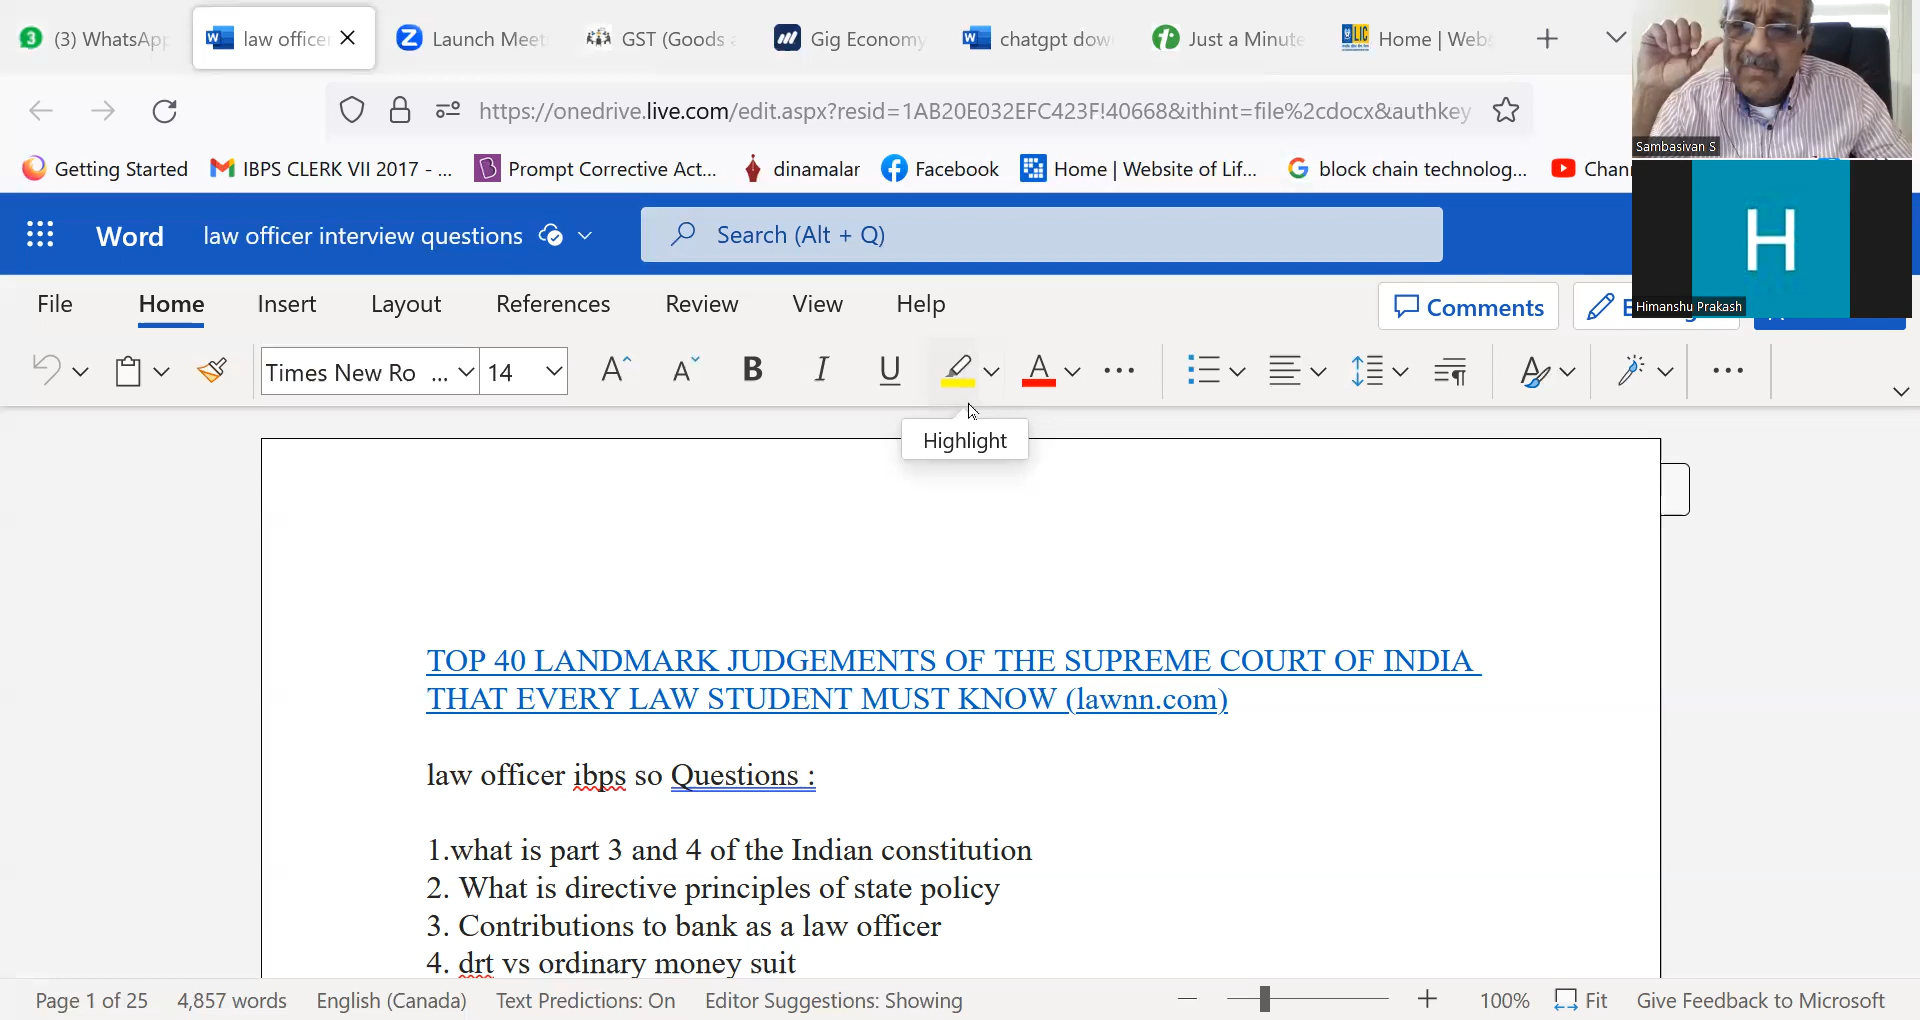 (3) WhatsApp
law officer
Launch Meet
GST (Goods a
Gig Economy
chatgpt dow
Just a Minute
Home | Webs
https://onedrive.live.com/edit.aspx?resid=1AB20E032EFC423F!40668&ithint=file%2cdocx&authkey
Sambasivan S
Getting Started
IBPS CLERK VII 2017 - ...
Prompt Corrective Act...
dinamalar
Facebook
Home | Website of Lif...
block chain technolog...
Chan
Word
law officer interview questions
Search (Alt + Q)
H
Himanshu Prakash
File
Home
Insert
Layout
References
Review
View
Help
Comments
Times New Ro ...
14
Highlight
TOP 40 LANDMARK JUDGEMENTS OF THE SUPREME COURT OF INDIA
THAT EVERY LAW STUDENT MUST KNOW (lawnn.com)
law officer ibps so Questions :
1.what is part 3 and 4 of the Indian constitution
2. What is directive principles of state policy
3. Contributions to bank as a law officer
4. drt vs ordinary money suit
Page 1 of 25
4,857 words
English (Canada)
Text Predictions: On
Editor Suggestions: Showing
100%
Fit
Give Feedback to Microsoft